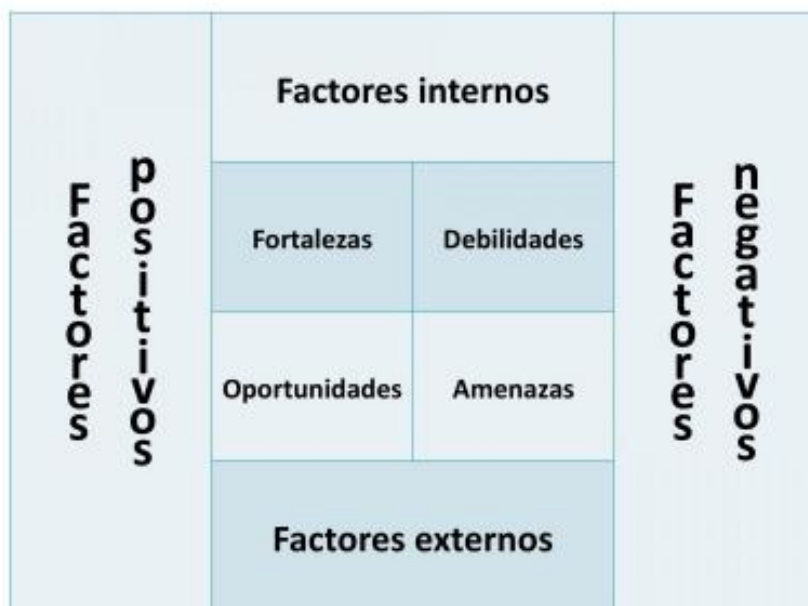 Factores internos
Factores
positivos
Fortalezas
Debilidades
Factores
negativos
Oportunidades
Amenazas
Factores externos